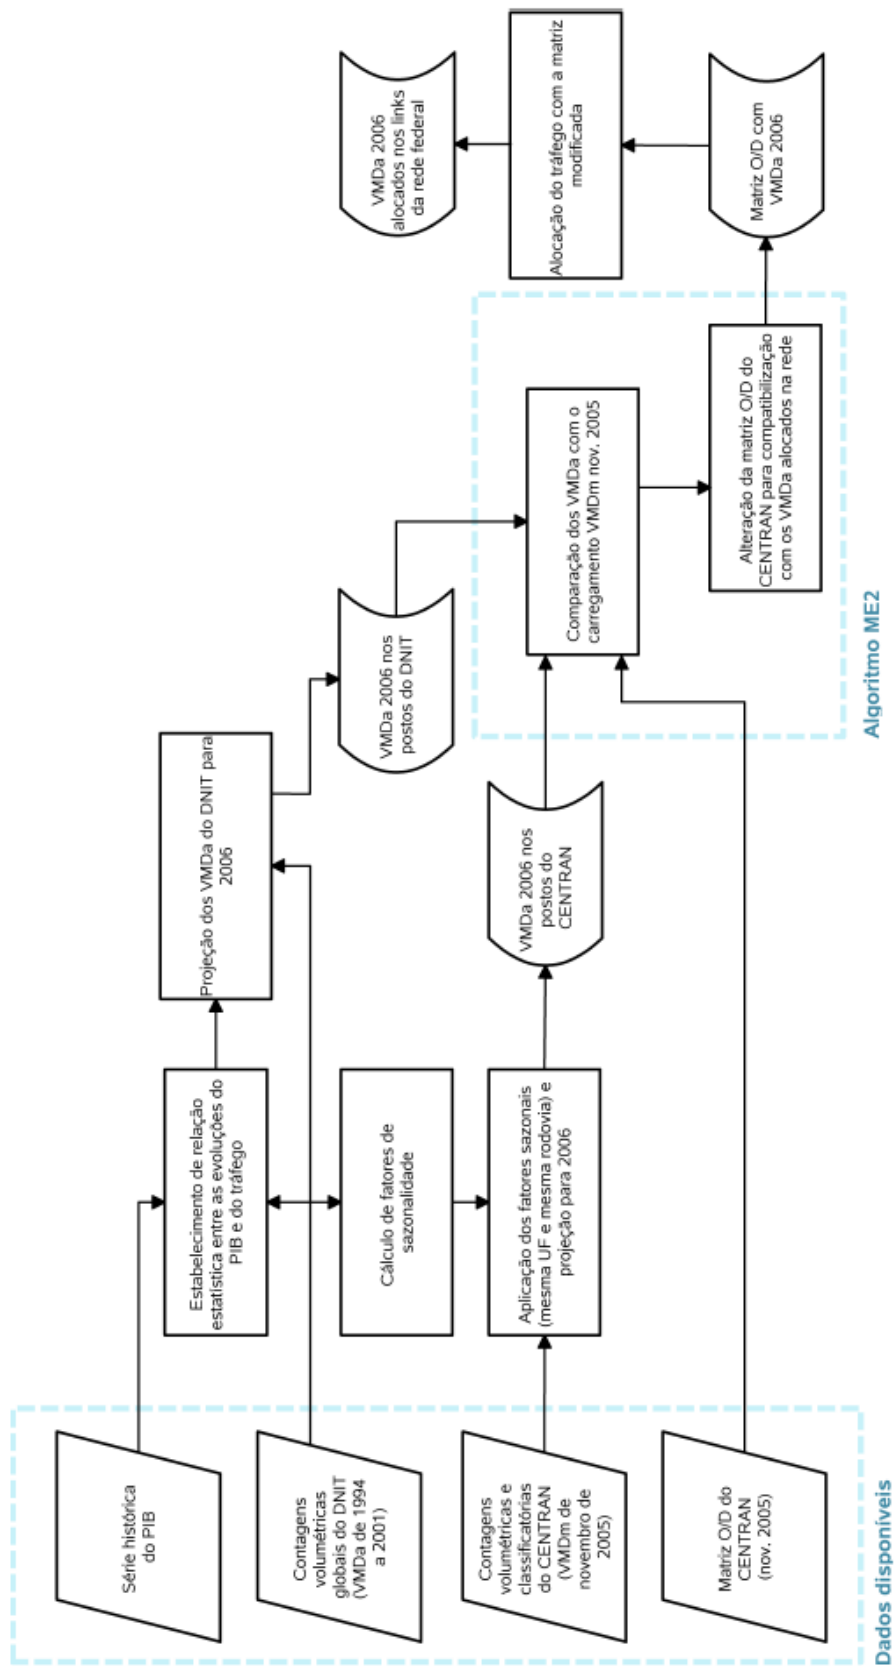 Dados disponíveis
Série histórica
do PIB
Contagens
volumétricas
globais do DNIT
(VMDa de 1994
a 2001)
Contagens
volumétricas e
classificatórias
do CENTRAN
(VMDm de
novembro de
2005)
Matriz O/D do
CENTRAN
(nov. 2005)
Estabelecimento de relação
estatística entre as evoluções do
PIB e do tráfego
Cálculo de fatores de
sazonalidade
Aplicação dos fatores sazonais
(mesma UF e mesma rodovia) e
projeção para 2006
Projeção dos VMDa do DNIT para
2006
VMDa 2006 nos
postos do DNIT
VMDa 2006 nos
postos do
CENTRAN
Algoritmo ME2
Comparação dos VMDa com o
carregamento VMDm nov. 2005
Alteração da matriz O/D do
CENTRAN para compatibilização
com os VMDa alocados na rede
Matriz O/D com
VMDa 2006
Alocação do tráfego com a matriz
modificada
VMDa 2006
alocados nos links
da rede federal